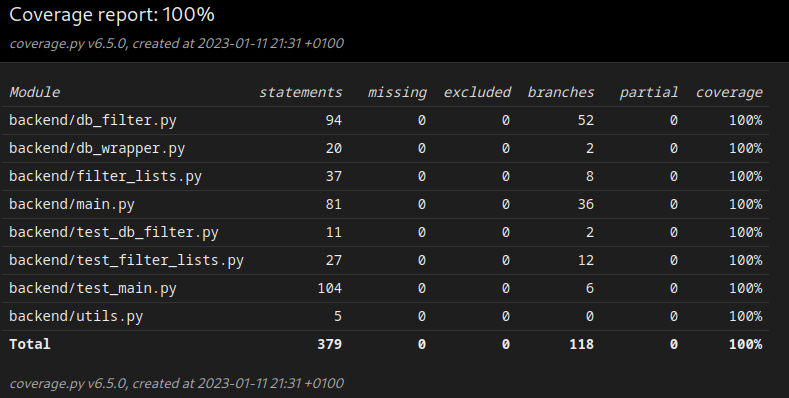 Coverage report: 100%
coverage.py v6.5.0, created at 2023-01-11 21:31 +0100
Module statements missing excluded branches partial coverage
backend/db_filter.py 94 0 0 52 0 100%
backend/db_wrapper.py 20 0 0 2 0 100%
backend/filter_lists.py 37 0 0 8 0 100%
backend/main.py 81 0 0 36 0 100%
backend/test_db_filter.py 11 0 0 2 0 100%
backend/test_filter_lists.py 27 0 0 12 0 100%
backend/test_main.py 104 0 0 6 0 100%
backend/utils.py 5 0 0 0 0 100%
Total 379 0 0 118 0 100%
coverage.py v6.5.0, created at 2023-01-11 21:31 +0100